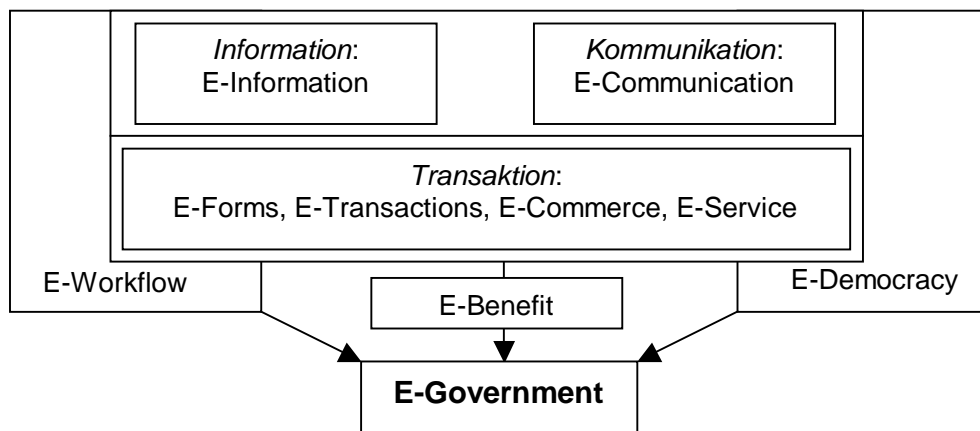 Information:
E-Information
Kommunikation:
E-Communication
Transaktion:
E-Forms, E-Transactions, E-Commerce, E-Service
E-Workflow
E-Benefit
E-Democracy
E-Government